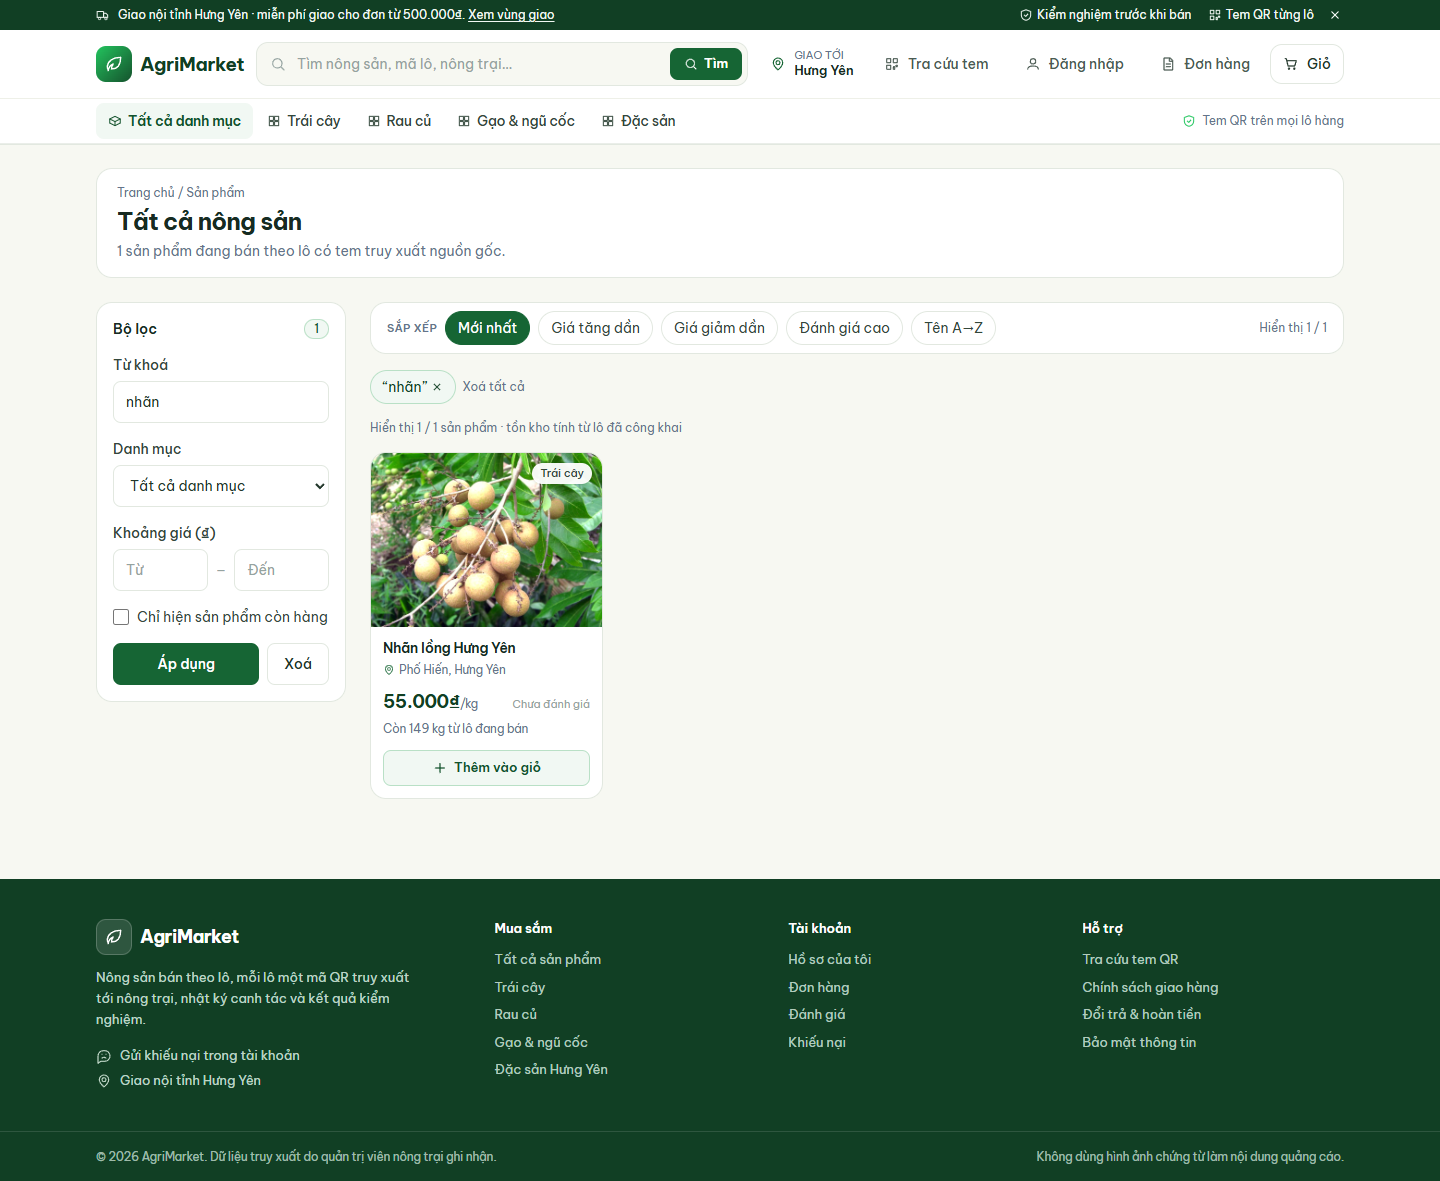 Giao nội tỉnh Hưng Yên · miễn phí giao cho đơn từ 500.000₫. Xem vùng giao
Kiểm nghiệm trước khi bán
Tem QR từng lô
AgriMarket
Tìm nông sản, mã lô, nông trại...
Tìm
GIAO TỚI
Hưng Yên
Tra cứu tem
Đăng nhập
Đơn hàng
Giỏ
Tất cả danh mục
Trái cây
Rau củ
Gạo & ngũ cốc
Đặc sản
Tem QR trên mọi lô hàng
Trang chủ / Sản phẩm
Tất cả nông sản
1 sản phẩm đang bán theo lô có tem truy xuất nguồn gốc.
Bộ lọc
1
Từ khoá
nhãn
Danh mục
Tất cả danh mục
Khoảng giá (₫)
Từ
–
Đến
Chỉ hiện sản phẩm còn hàng
Áp dụng
Xoá
SẮP XẾP
Mới nhất
Giá tăng dần
Giá giảm dần
Đánh giá cao
Tên A→Z
Hiển thị 1 / 1
“nhãn” ×
Xoá tất cả
Hiển thị 1 / 1 sản phẩm · tồn kho tính từ lô đã công khai
Trái cây
Nhãn lồng Hưng Yên
Phố Hiến, Hưng Yên
55.000₫/kg
Chưa đánh giá
Còn 149 kg từ lô đang bán
Thêm vào giỏ
AgriMarket
Nông sản bán theo lô, mỗi lô một mã QR truy xuất
tới nông trại, nhật ký canh tác và kết quả kiểm
nghiệm.
Gửi khiếu nại trong tài khoản
Giao nội tỉnh Hưng Yên
Mua sắm
Tất cả sản phẩm
Trái cây
Rau củ
Gạo & ngũ cốc
Đặc sản Hưng Yên
Tài khoản
Hồ sơ của tôi
Đơn hàng
Đánh giá
Khiếu nại
Hỗ trợ
Tra cứu tem QR
Chính sách giao hàng
Đổi trả & hoàn tiền
Bảo mật thông tin
© 2026 AgriMarket. Dữ liệu truy xuất do quản trị viên nông trại ghi nhận.
Không dùng hình ảnh chứng từ làm nội dung quảng cáo.